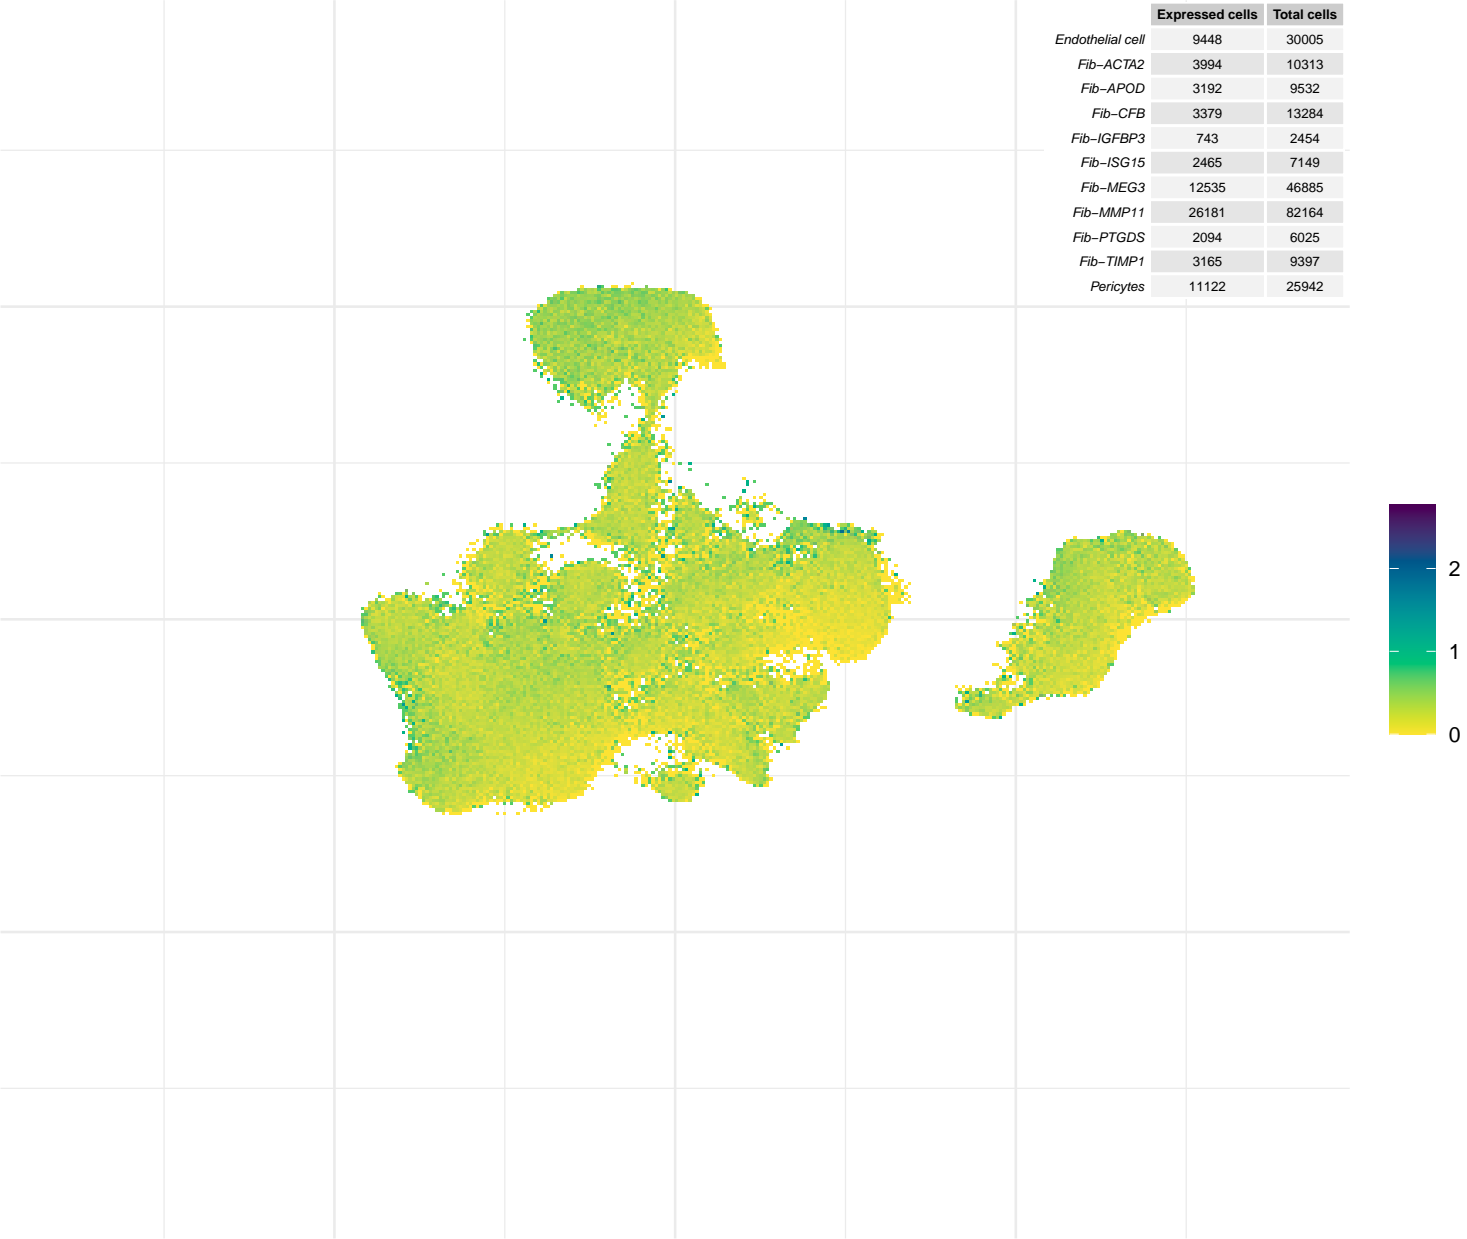 Expressed cells Total cells
Endothelial cell 9448 30005
Fib−ACTA2 3994 10313
Fib−APOD 3192 9532
Fib−CFB 3379 13284
Fib−IGFBP3 743 2454
Fib−ISG15 2465 7149
Fib−MEG3 12535 46885
Fib−MMP11 26181 82164
Fib−PTGDS 2094 6025
Fib−TIMP1 3165 9397
Pericytes 11122 25942
2
1
0